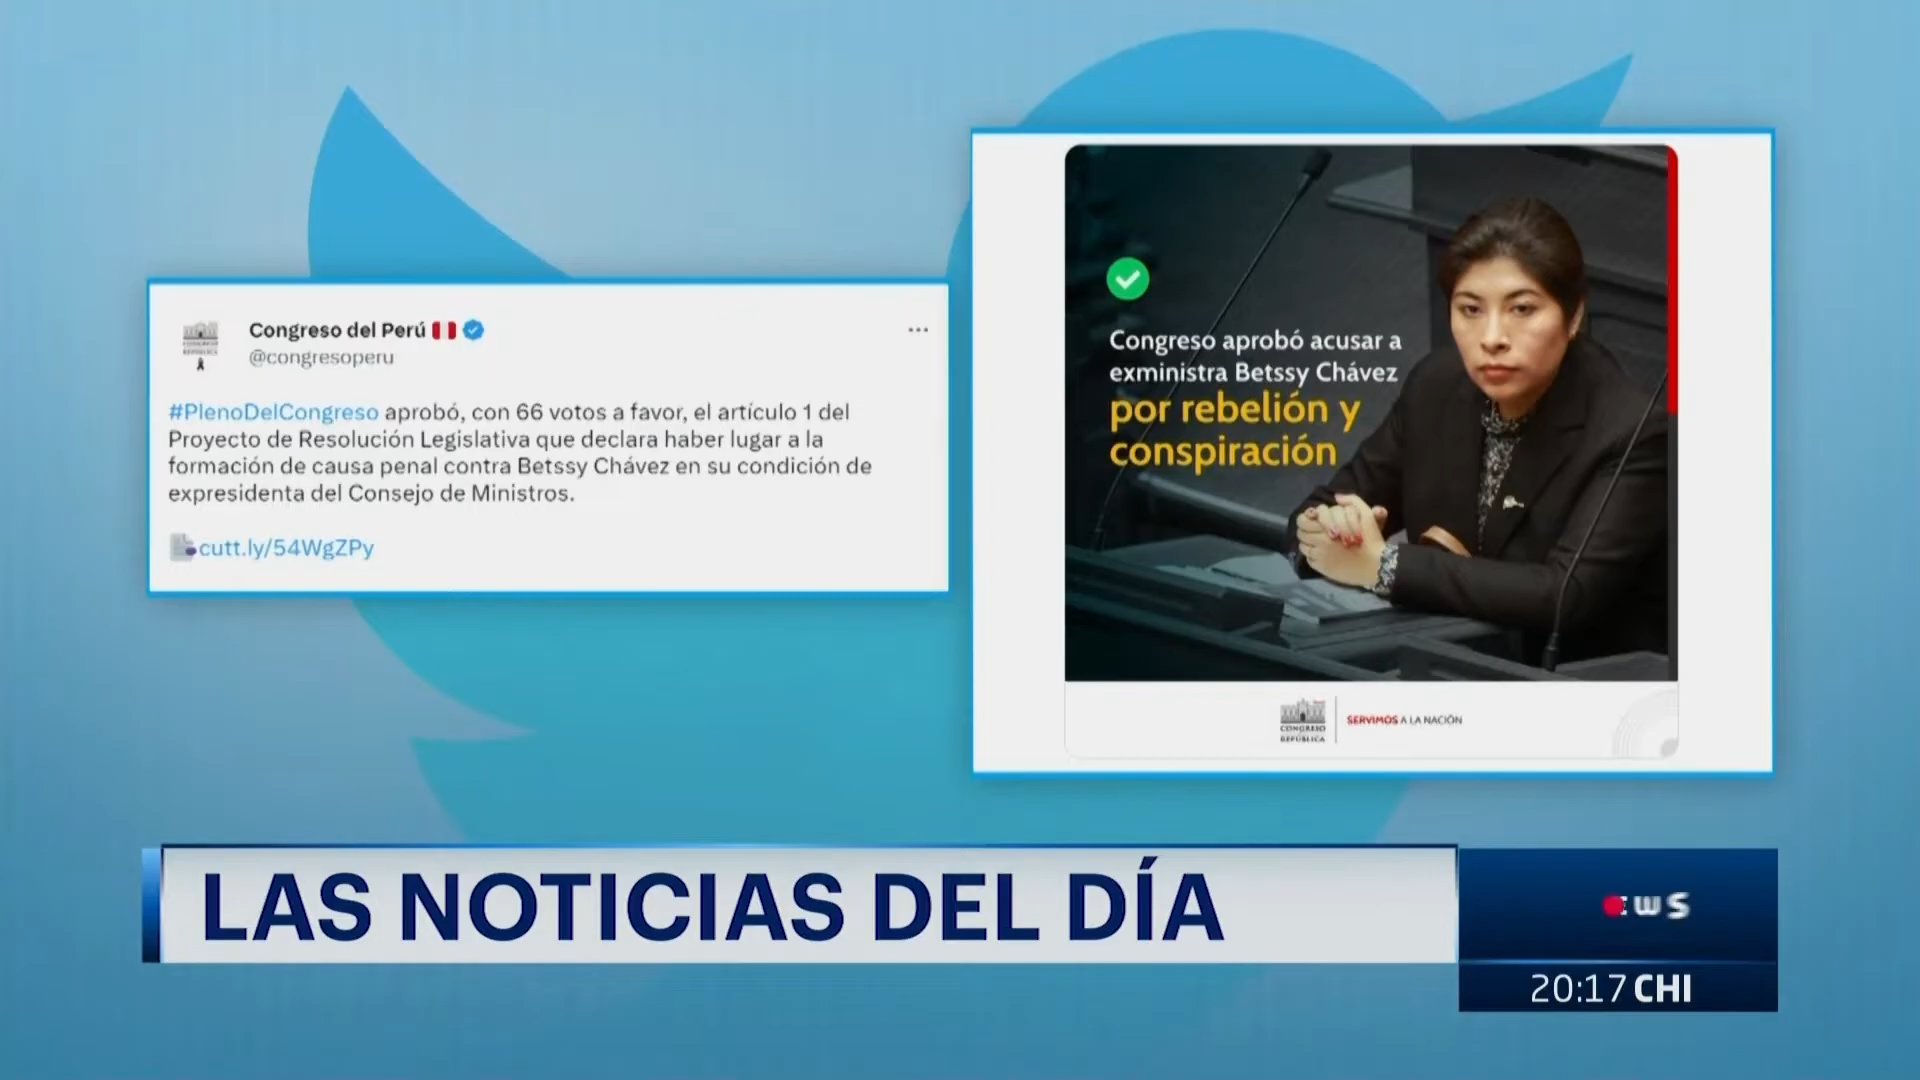 Congreso del Perú
@congresoperu
#PlenoDelCongreso aprobó, con 66 votos a favor, el artículo 1 del
Proyecto de Resolución Legislativa que declara haber lugar a la
formación de causa penal contra Betssy Chávez en su condición de
expresidenta del Consejo de Ministros.
cutt.ly/54WgZPy
Congreso aprobó acusar a
exministra Betssy Chávez
por rebelión y
conspiración
CONGRESO
REPÚBLICA
SERVIMOS A LA NACIÓN
LAS NOTICIAS DEL DÍA
20:17 CHI